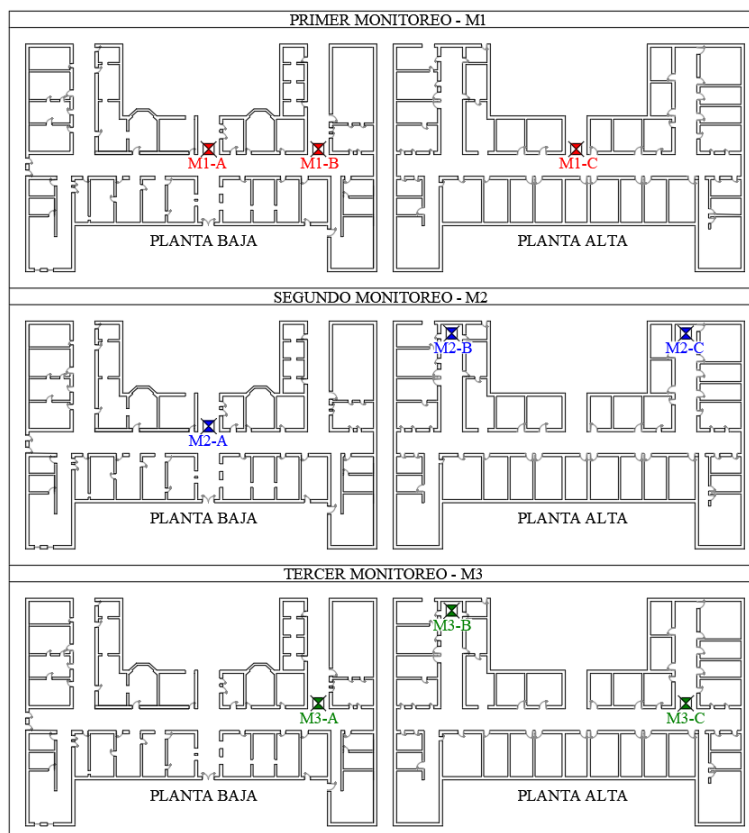 PRIMER MONITOREO - M1
M1-A
M1-B
M1-C
PLANTA BAJA
PLANTA ALTA
SEGUNDO MONITOREO - M2
M2-B
M2-C
M2-A
PLANTA BAJA
PLANTA ALTA
TERCER MONITOREO - M3
M3-B
M3-A
M3-C
PLANTA BAJA
PLANTA ALTA